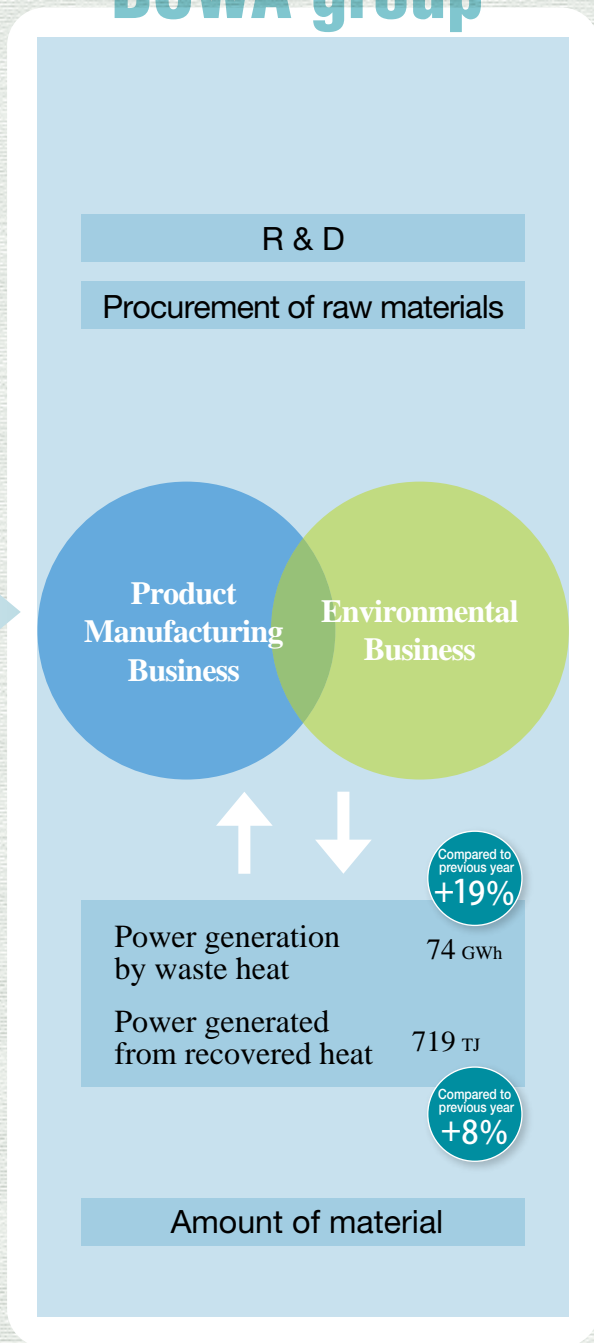 DOWA group
R & D
Procurement of raw materials
Product
Manufacturing
Business
Environmental
Business
Compared to
previous year
+19%
Power generation
by waste heat
74 GWh
Power generated
from recovered heat
719 TJ
Compared to
previous year
+8%
Amount of material